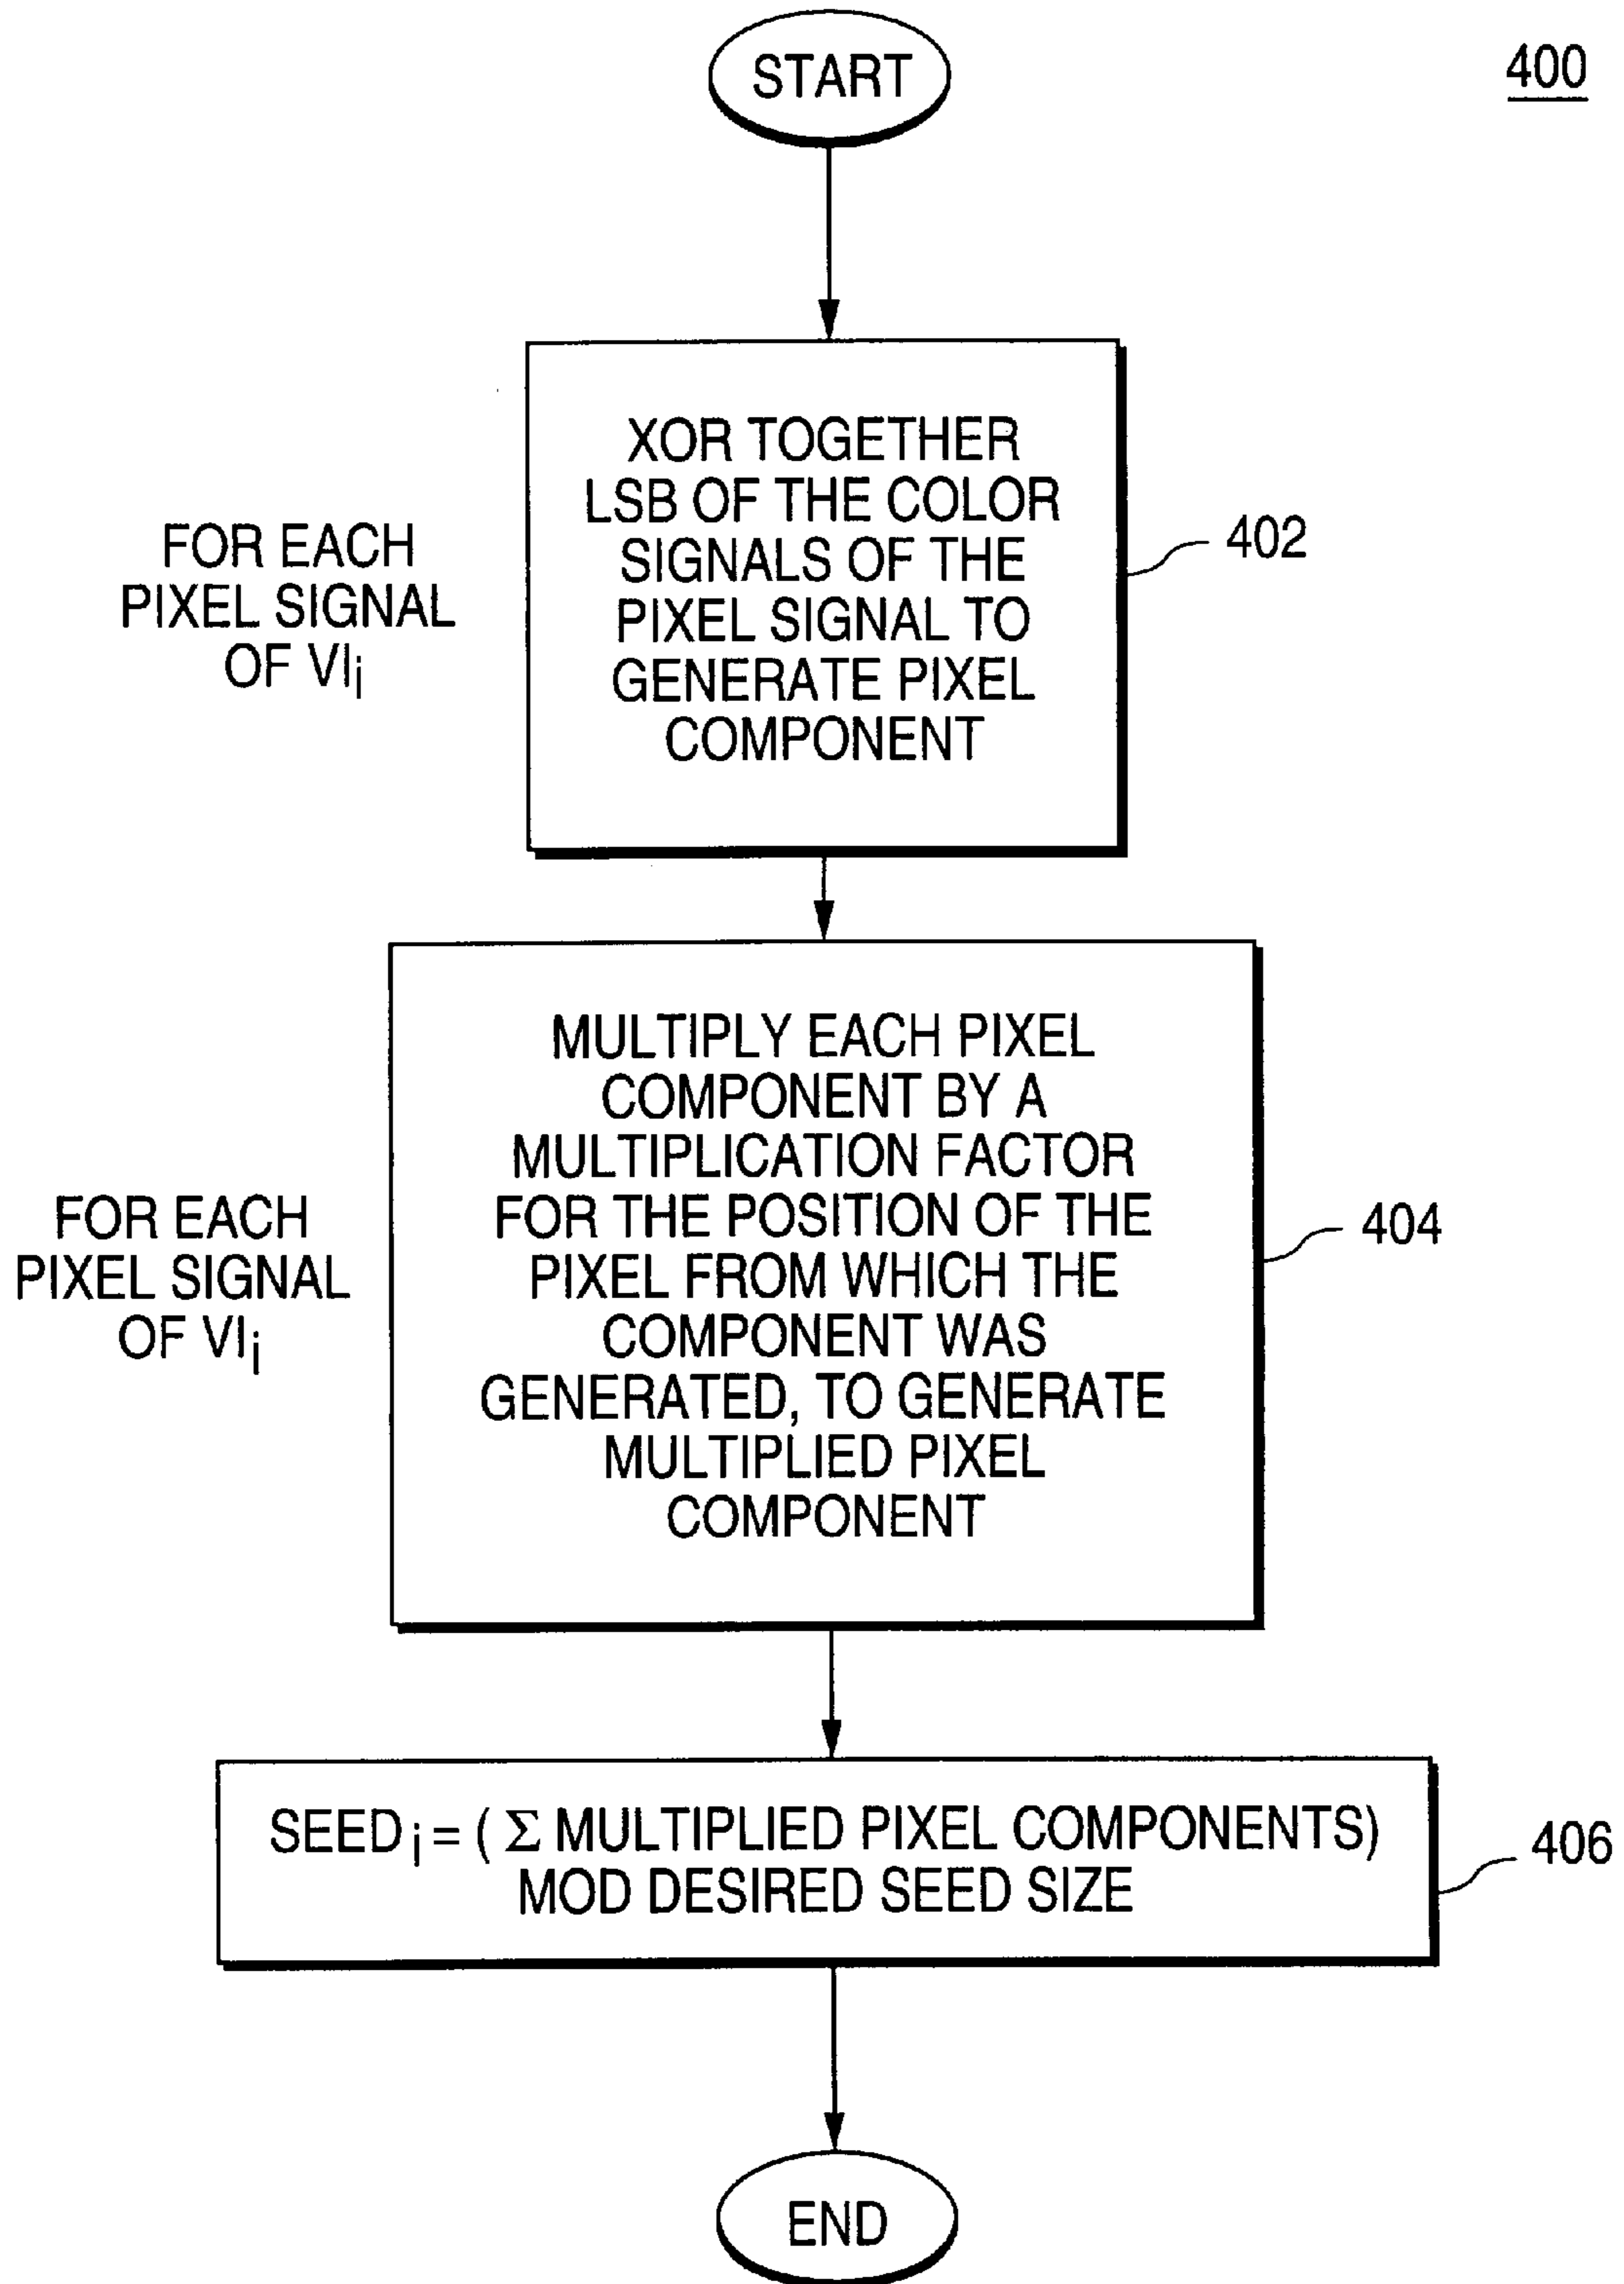 START
400
XOR TOGETHER
LSB OF THE COLOR
SIGNALS OF THE
PIXEL SIGNAL TO
GENERATE PIXEL
COMPONENT
402
FOR EACH
PIXEL SIGNAL
OF VIi
MULTIPLY EACH PIXEL
COMPONENT BY A
MULTIPLICATION FACTOR
FOR THE POSITION OF THE
PIXEL FROM WHICH THE
COMPONENT WAS
GENERATED, TO GENERATE
MULTIPLIED PIXEL
COMPONENT
404
FOR EACH
PIXEL SIGNAL
OF VIi
SEEDi = ( Σ MULTIPLIED PIXEL COMPONENTS)
MOD DESIRED SEED SIZE
406
END